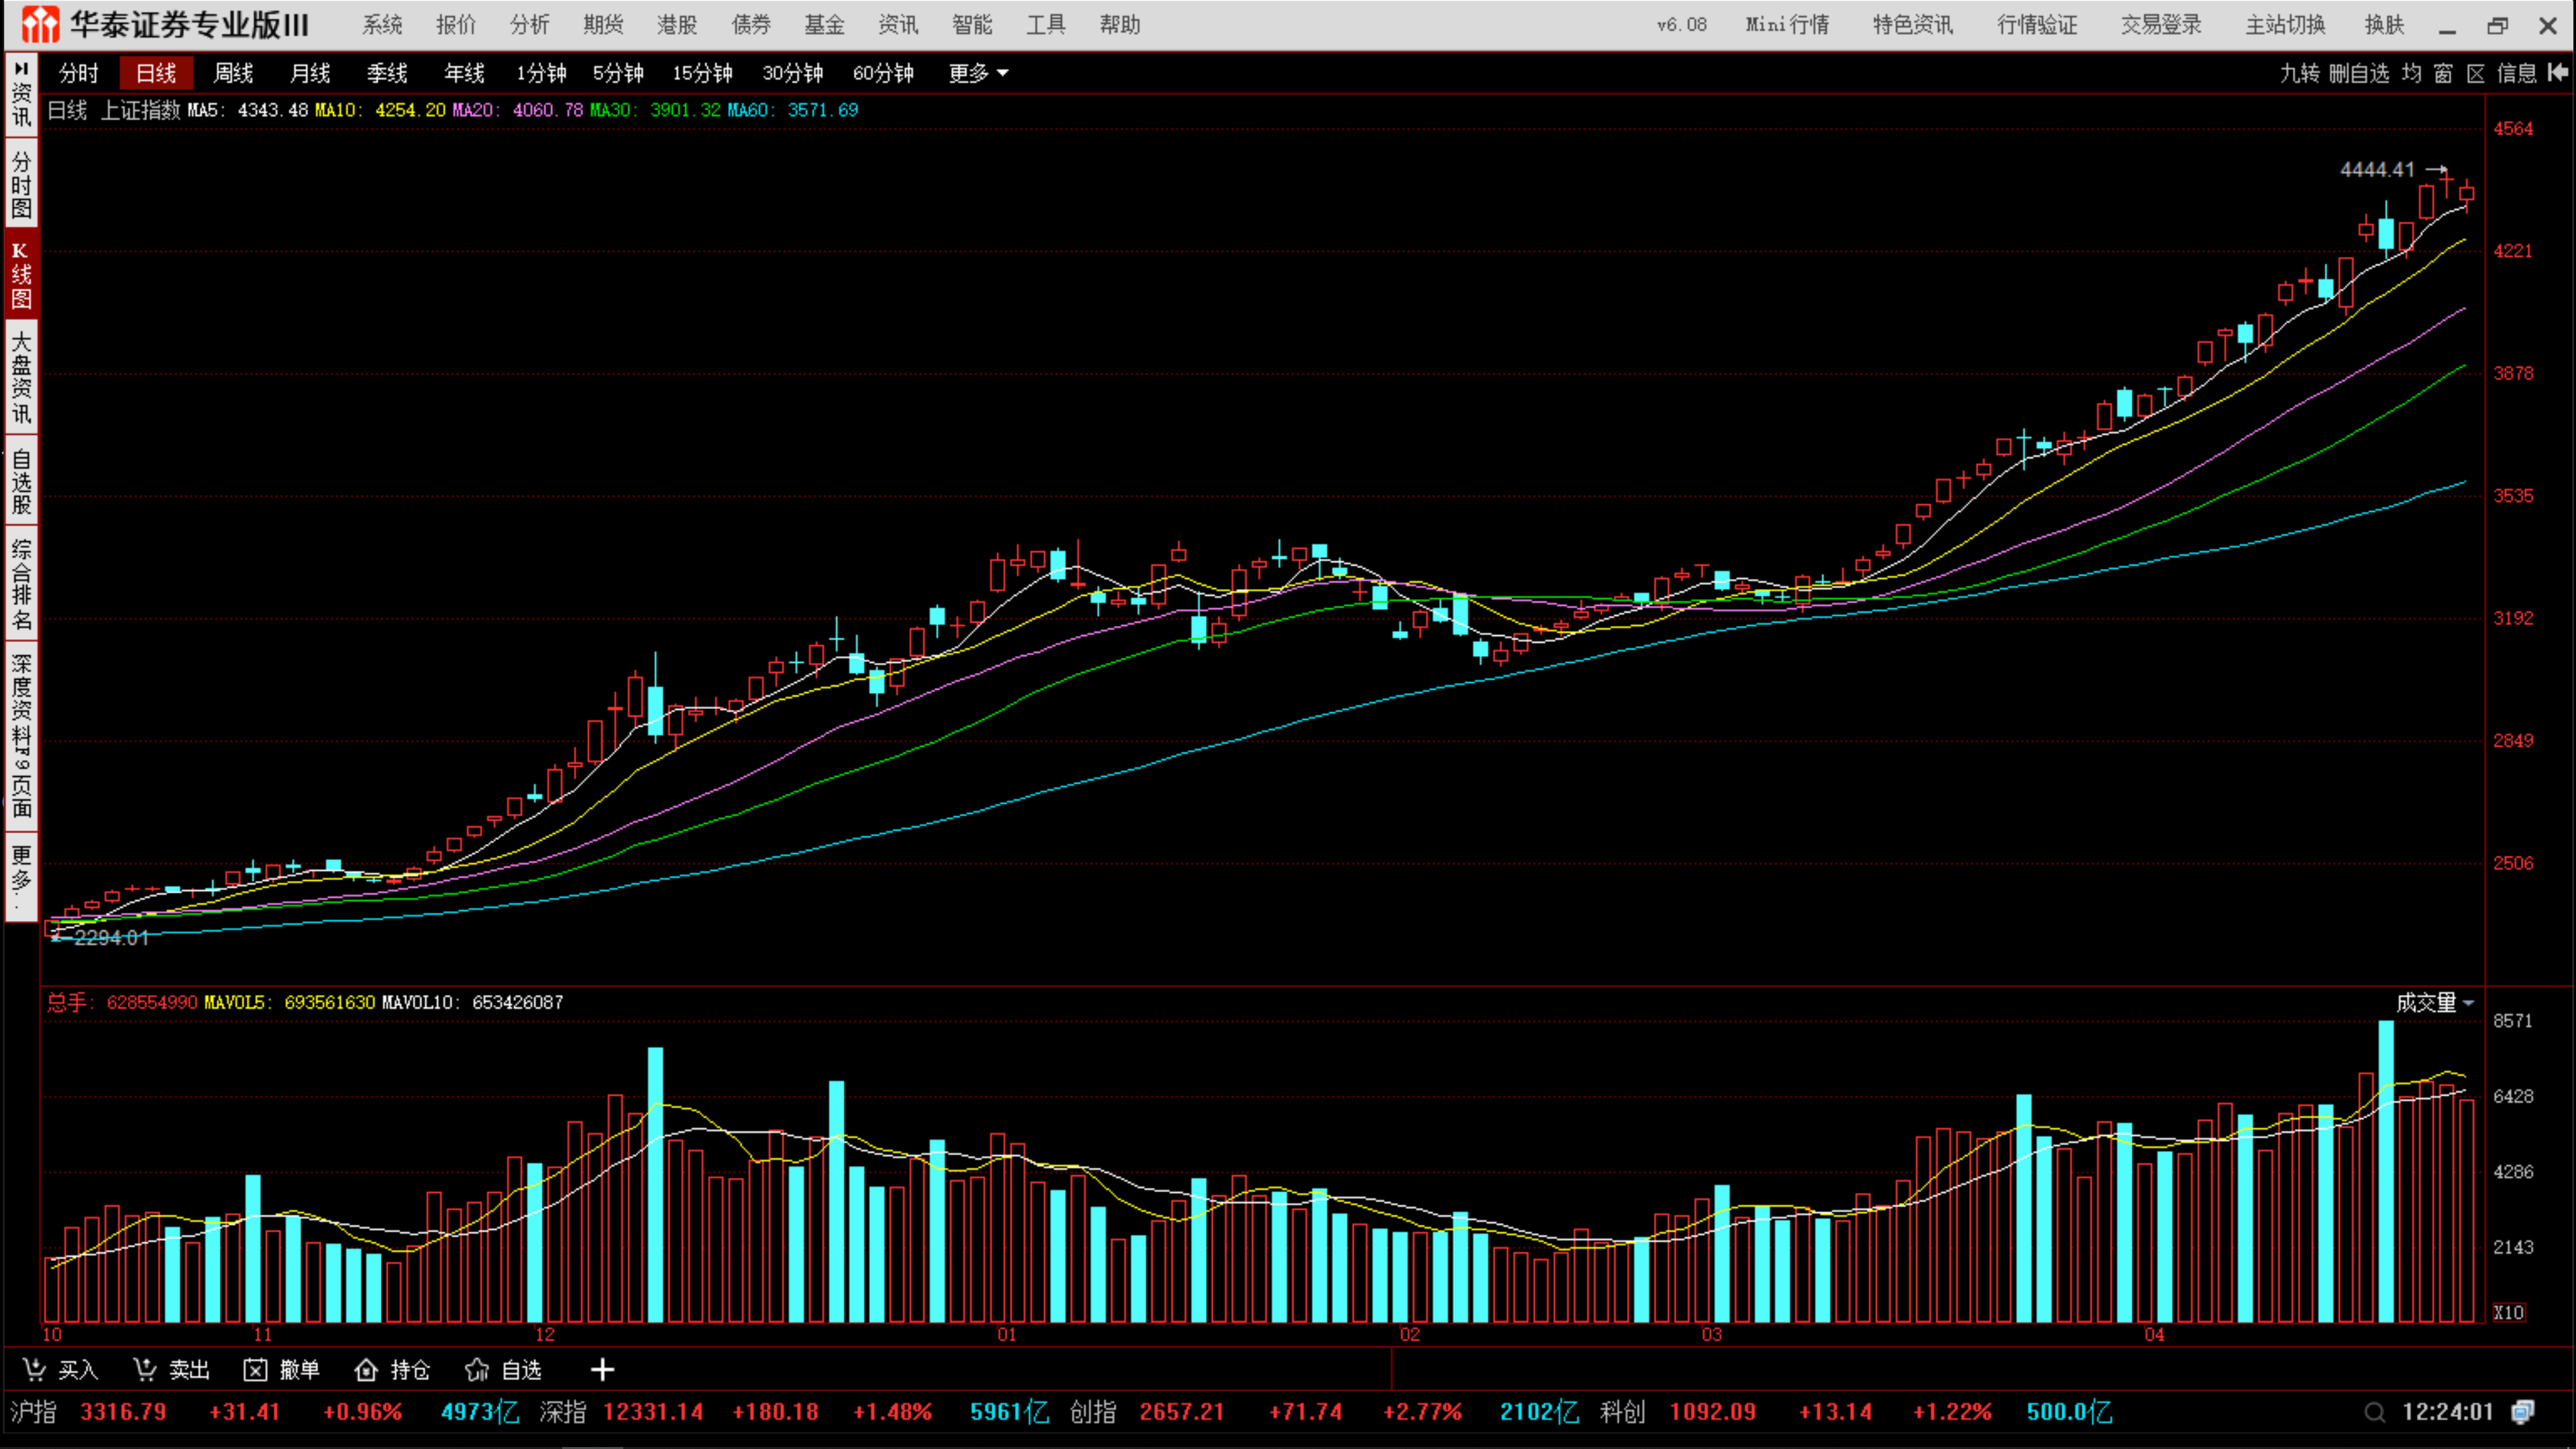 华泰证券专业版III 系统 报价 分析 期货 港股 债券 基金 资讯 智能 工具 帮助 v6.08 Mini行情 特色资讯 行情验证 交易登录 主站切换 换肤
分时 日线 周线 月线 季线 年线 1分钟 5分钟 15分钟 30分钟 60分钟 更多 九转 删自选 均 窗 区 信息
日线 上证指数 MA5: 4343.48 MA10: 4254.20 MA20: 4060.78 MA30: 3901.32 MA60: 3571.69
资讯
分时图
K线图
大盘资讯
自选股
综合排名
深度资料F9页面
更多..
4564
4444.41
4221
3878
3535
3192
2849
2506
2294.01
总手: 628554990 MAVOL5: 693561630 MAVOL10: 653426087 成交量
8571
6428
4286
2143
X10
10 11 12 01 02 03 04
买入 卖出 撤单 持仓 自选 +
沪指 3316.79 +31.41 +0.96% 4973亿 深指 12331.14 +180.18 +1.48% 5961亿 创指 2657.21 +71.74 +2.77% 2102亿 科创 1092.09 +13.14 +1.22% 500.0亿 12:24:01